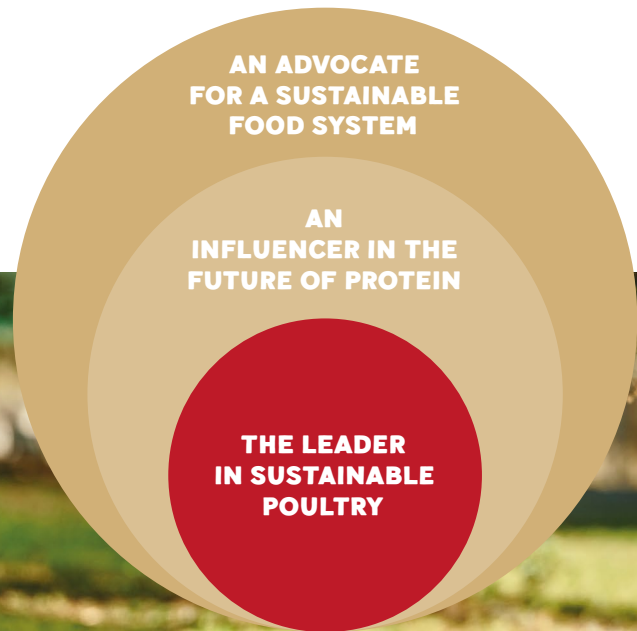 AN ADVOCATE
FOR A SUSTAINABLE
FOOD SYSTEM
AN
INFLUENCER IN THE
FUTURE OF PROTEIN
THE LEADER
IN SUSTAINABLE
POULTRY